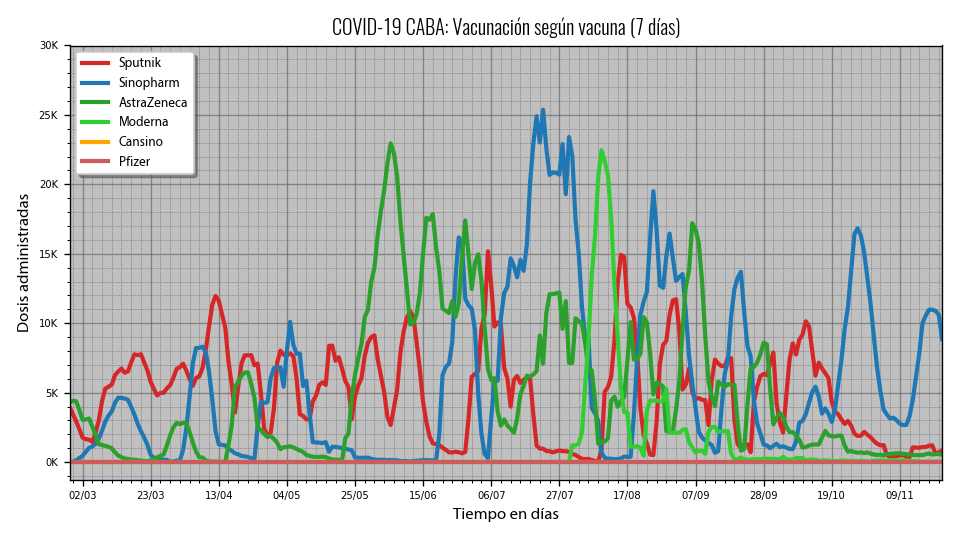 COVID-19 CABA: Vacunación según vacuna (7 días)
30K
25K
20K
15K
10K
5K
0K
Dosis administradas
Sputnik
Sinopharm
AstraZeneca
Moderna
Cansino
Pfizer
02/03 23/03 13/04 04/05 25/05 15/06 06/07 27/07 17/08 07/09 28/09 19/10 09/11
Tiempo en días